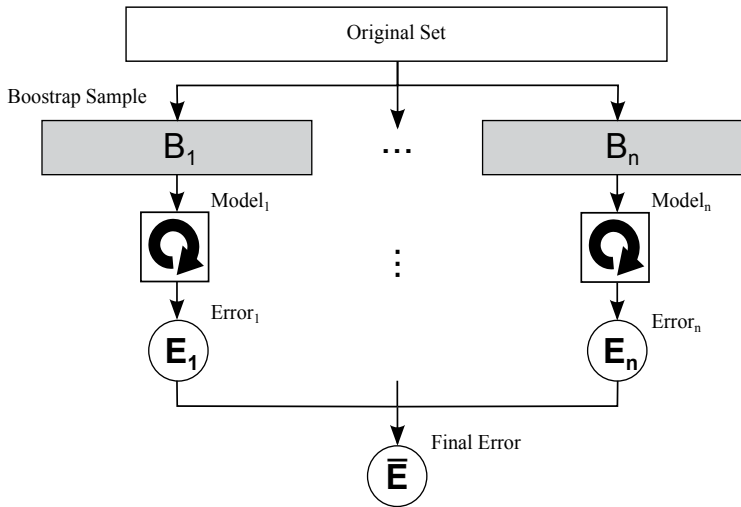 Original Set
Boostrap Sample
B₁ ... Bₙ
Model₁ Modelₙ
⋮
Error₁ Errorₙ
E₁ Eₙ
Final Error
E̅